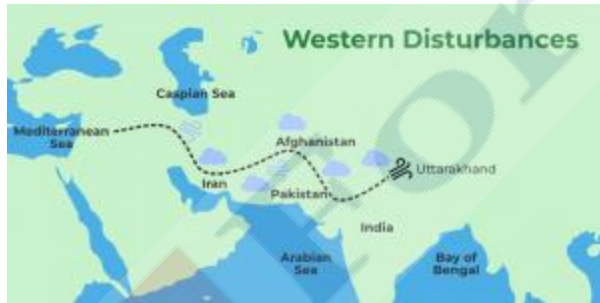 Western Disturbances
Caspian Sea
Mediterranean
Sea
Afghanistan
Iran
Pakistan
Uttarakhand
India
Arabian
Sea
Bay of
Bengal